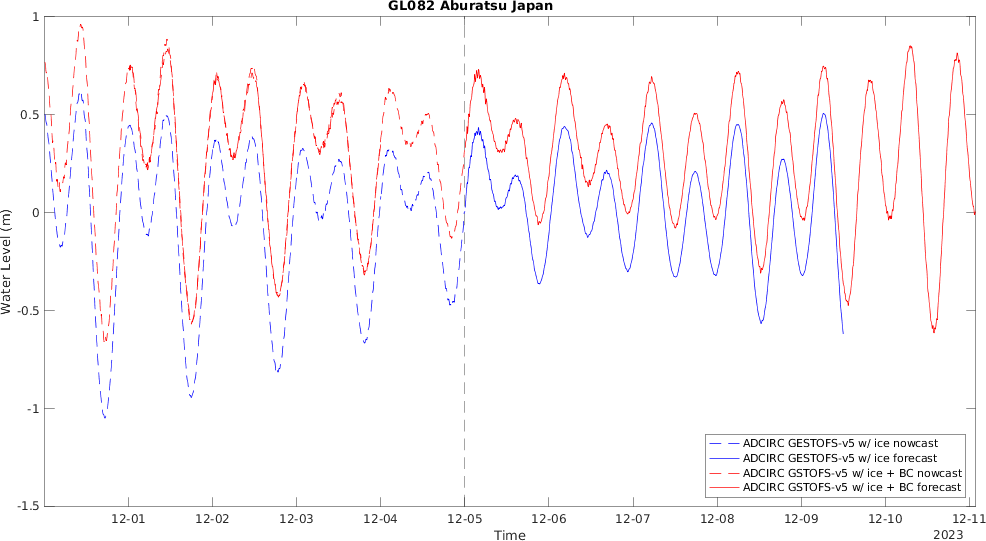 GL082 Aburatsu Japan
1
0.5
0
-0.5
-1
-1.5
Water Level (m)
12-01 12-02 12-03 12-04 12-05 12-06 12-07 12-08 12-09 12-10 12-11
Time
2023
ADCIRC GESTOFS-v5 w/ ice nowcast
ADCIRC GESTOFS-v5 w/ ice forecast
ADCIRC GSTOFS-v5 w/ ice + BC nowcast
ADCIRC GSTOFS-v5 w/ ice + BC forecast